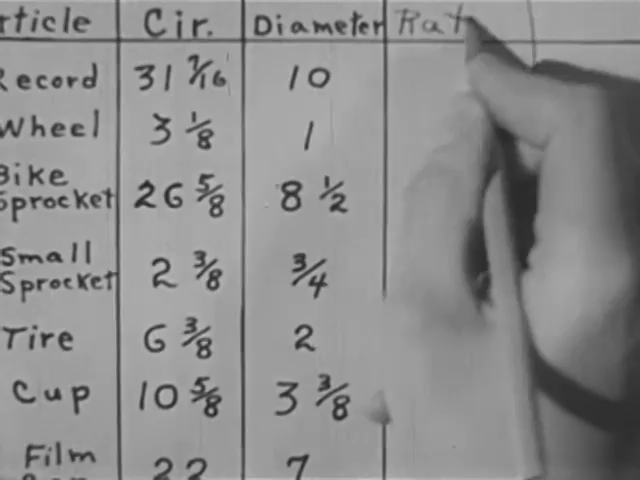 rticle Cir. Diameter Rat
Record 31 7/16 10
Wheel 3 1/8 1
Bike
Sprocket 26 5/8 8 1/2
Small
Sprocket 2 3/8 3/4
Tire 6 3/8 2
Cup 10 5/8 3 3/8
Film 22 7